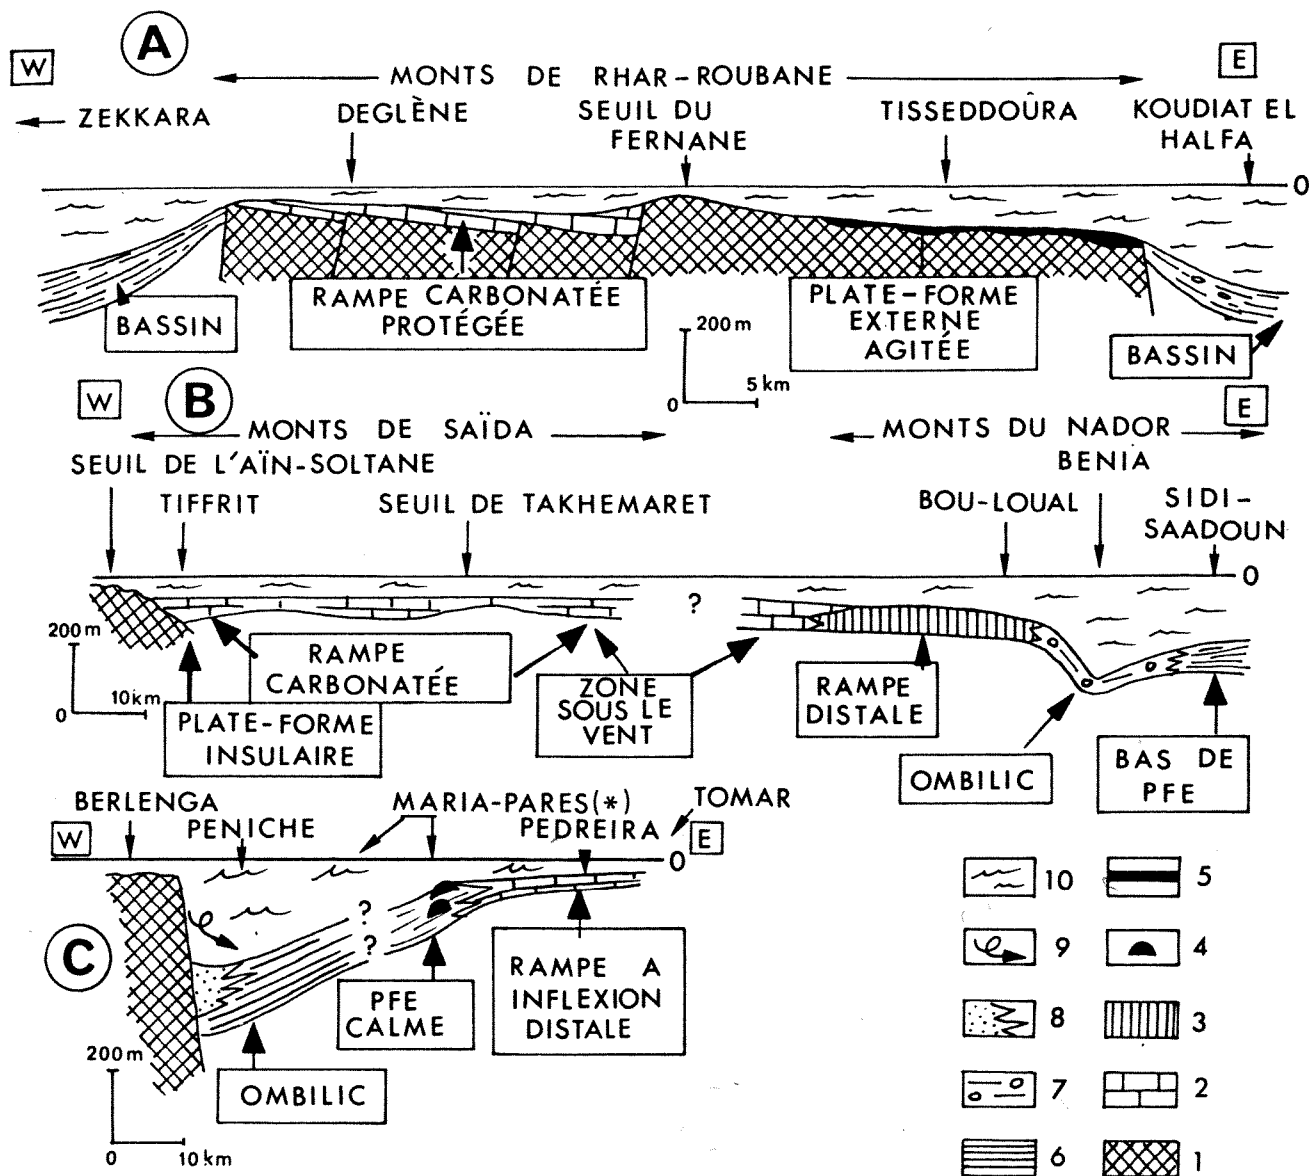 A
W
E
MONTS DE RHAR-ROUBANE
ZEKKARA
DEGLÈNE
SEUIL DU
FERNANE
TISSEDDOÛRA
KOUDIAT EL
HALFA
0
BASSIN
RAMPE CARBONATÉE
PROTÉGÉE
PLATE-FORME
EXTERNE
AGITÉE
BASSIN
200 m
0
5 km
W
B
E
MONTS DE SAÏDA
MONTS DU NADOR
SEUIL DE L'AÏN-SOLTANE
BENIA
TIFFRIT
SEUIL DE TAKHEMARET
BOU-LOUAL
SIDI-
SAADOUN
0
?
200 m
0
10 km
RAMPE
CARBONATÉE
PLATE-FORME
INSULAIRE
ZONE
SOUS LE
VENT
RAMPE
DISTALE
OMBILIC
BAS DE
PFE
BERLENGA
PENICHE
MARIA-PARES(*)
PEDREIRA
TOMAR
W
E
0
C
?
?
PFE
CALME
RAMPE A
INFLEXION
DISTALE
OMBILIC
200 m
0
10 km
10
5
9
4
8
3
7
2
6
1